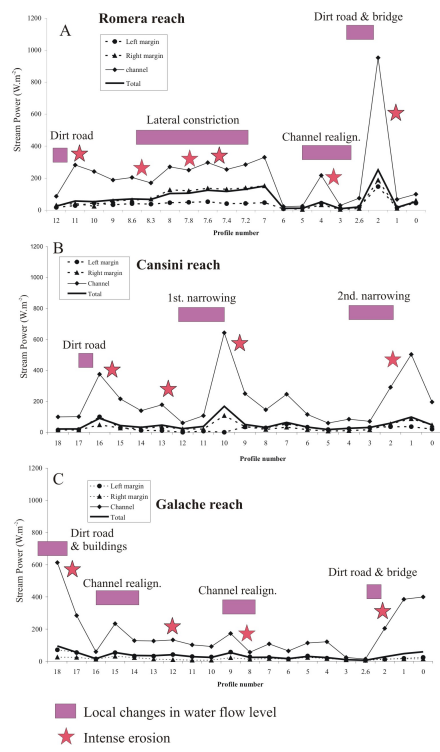 Romera reach
A
Dirt road & bridge
1200
1000
800
600
400
200
0
Stream Power (W.m-2)
Left margin
Right margin
channel
Total
Dirt road
Lateral constriction
Channel realign.
12 11 10 9 8.6 8.3 8 7.8 7.6 7.4 7.2 7 6 5 4 3 2.6 2 1 0
Profile number
B
Cansini reach
1200
1000
800
600
400
200
0
Stream Power (W.m-2)
Left margin
Right margin
Channel
Total
1st. narrowing
2nd. narrowing
Dirt road
18 17 16 15 14 13 12 11 10 9 8 7 6 5 4 3 2 1 0
Profile number
C
Galache reach
1200
1000
800
600
400
200
0
Stream Power (W.m-2)
Left margin
Right margin
Channel
Total
Dirt road
& buildings
Channel realign.
Channel realign.
Dirt road & bridge
18 17 16 15 14 13 12 11 10 9 8 7 6 5 4 3 2.6 2 1 0
Profile number
Local changes in water flow level
Intense erosion